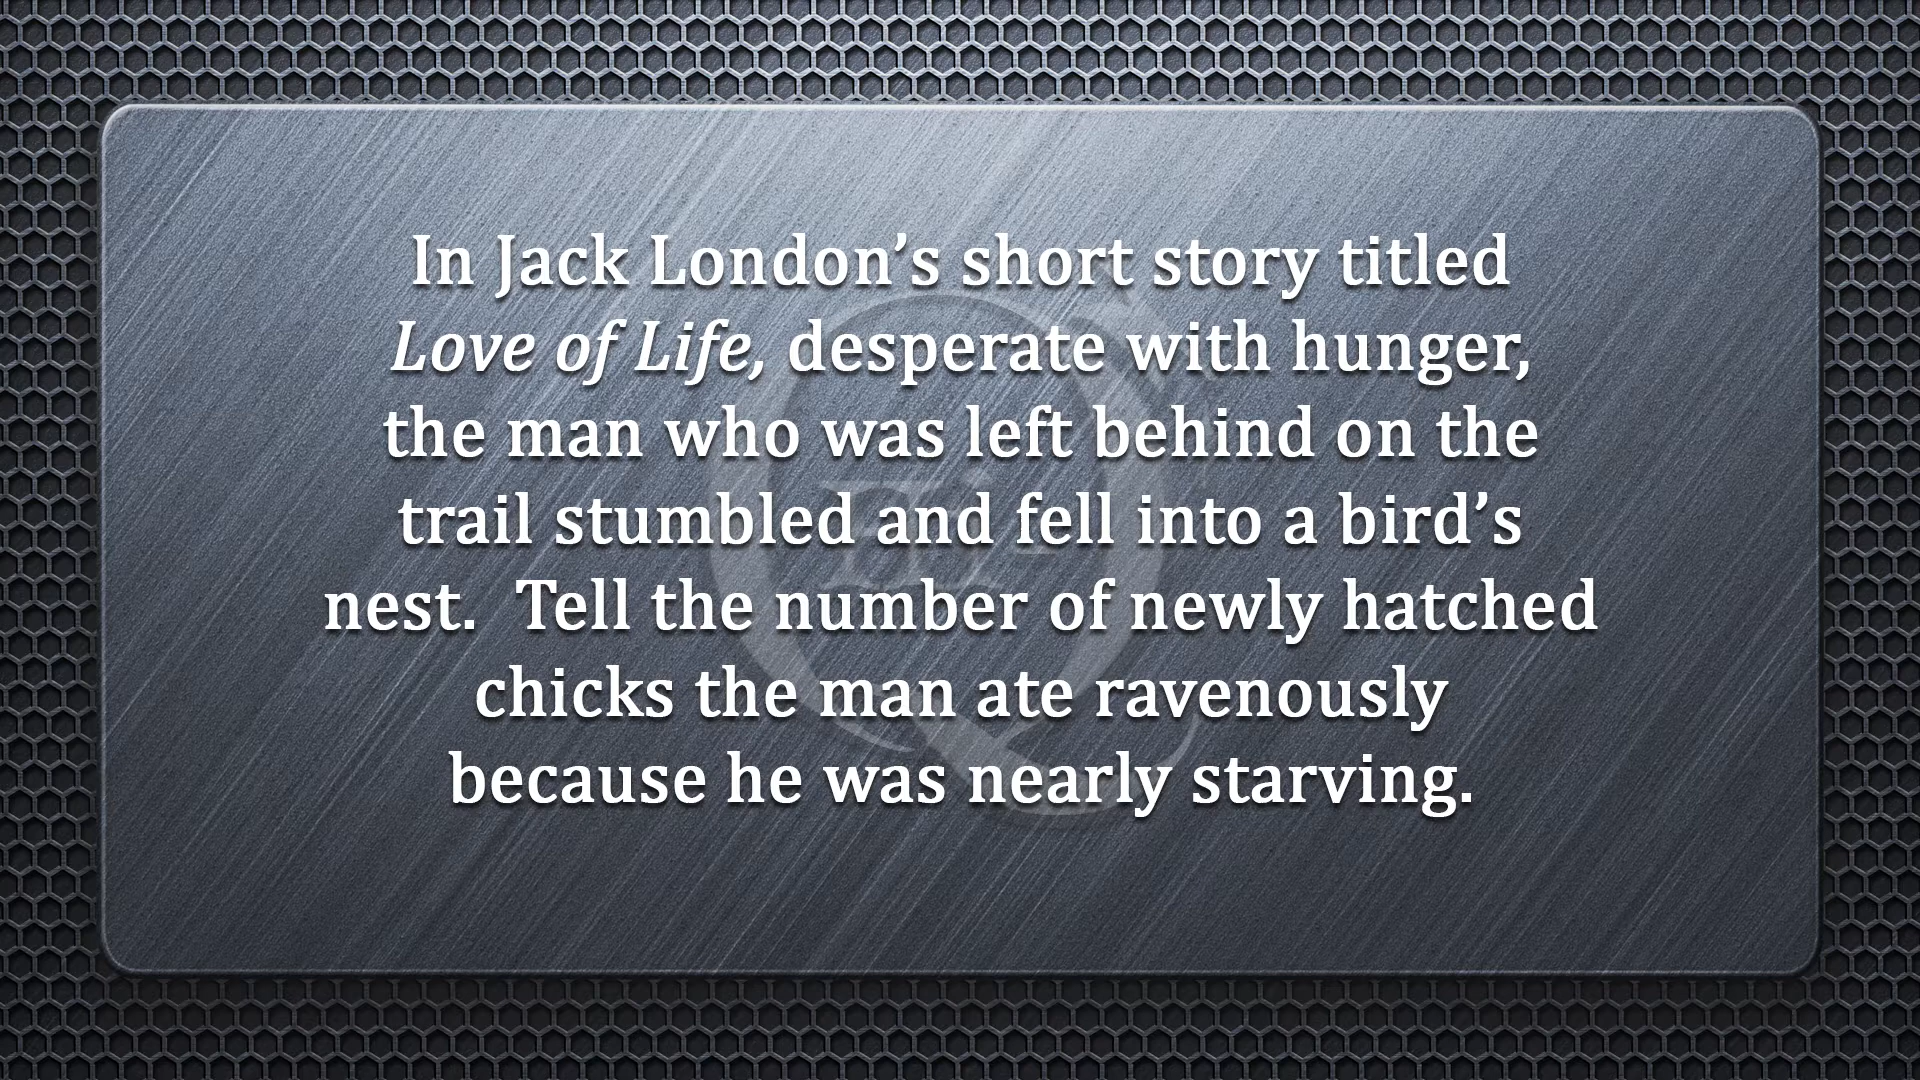 In Jack London’s short story titled
Love of Life, desperate with hunger,
the man who was left behind on the
trail stumbled and fell into a bird’s
nest.  Tell the number of newly hatched
chicks the man ate ravenously
because he was nearly starving.